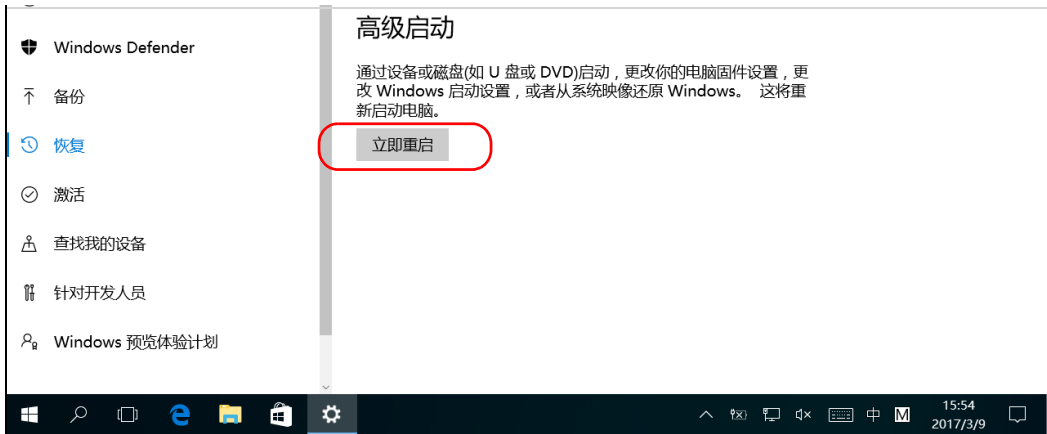 高级启动
Windows Defender
通过设备或磁盘(如 U 盘或 DVD)启动，更改你的电脑固件设置，更
改 Windows 启动设置，或者从系统映像还原 Windows。 这将重
新启动电脑。
备份
恢复
立即重启
激活
查找我的设备
针对开发人员
Windows 预览体验计划
中
M
15:54
2017/3/9